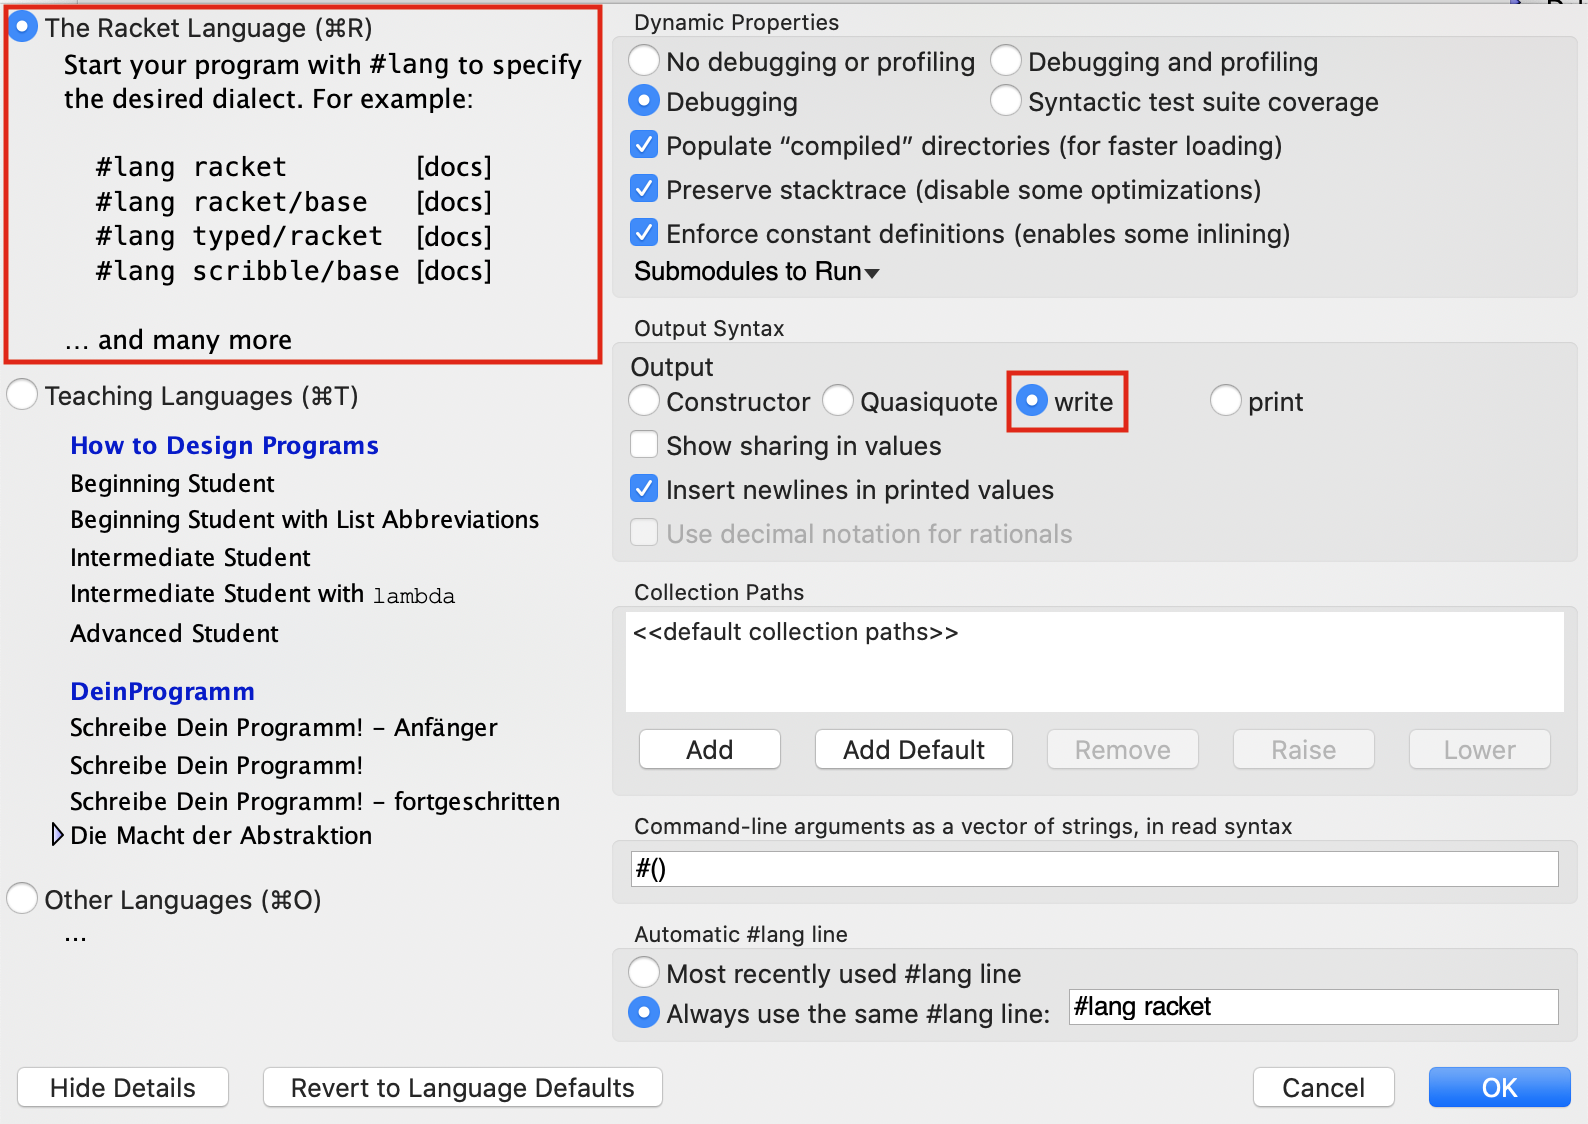 The Racket Language (⌘R)
Start your program with #lang to specify
the desired dialect. For example:
#lang racket [docs]
#lang racket/base [docs]
#lang typed/racket [docs]
#lang scribble/base [docs]
... and many more
Teaching Languages (⌘T)
How to Design Programs
Beginning Student
Beginning Student with List Abbreviations
Intermediate Student
Intermediate Student with lambda
Advanced Student
DeinProgramm
Schreibe Dein Programm! – Anfänger
Schreibe Dein Programm!
Schreibe Dein Programm! – fortgeschritten
Die Macht der Abstraktion
Other Languages (⌘O)
...
Dynamic Properties
No debugging or profiling Debugging and profiling
Debugging Syntactic test suite coverage
Populate “compiled” directories (for faster loading)
Preserve stacktrace (disable some optimizations)
Enforce constant definitions (enables some inlining)
Submodules to Run
Output Syntax
Output
Constructor Quasiquote write print
Show sharing in values
Insert newlines in printed values
Use decimal notation for rationals
Collection Paths
<<default collection paths>>
Add Add Default Remove Raise Lower
Command-line arguments as a vector of strings, in read syntax
#()
Automatic #lang line
Most recently used #lang line
Always use the same #lang line: #lang racket
Hide Details Revert to Language Defaults Cancel OK